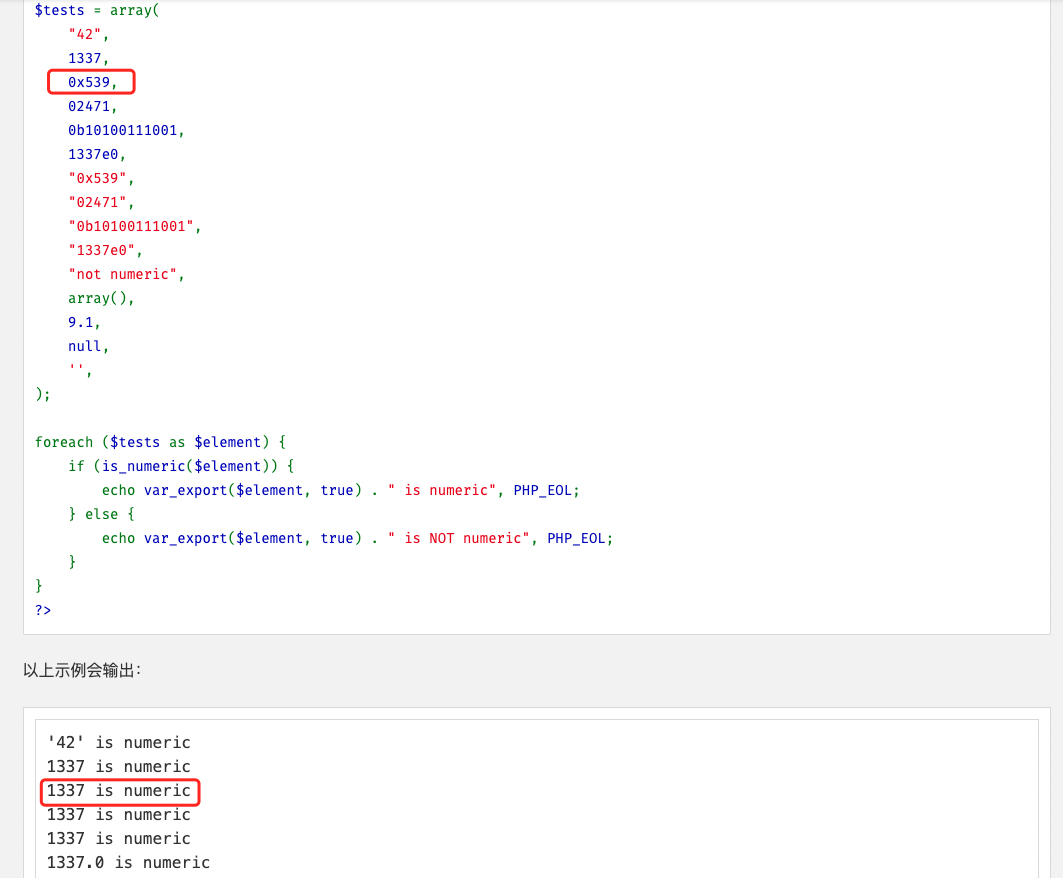 $tests = array(
    "42",
    1337,
    0x539,
    02471,
    0b10100111001,
    1337e0,
    "0x539",
    "02471",
    "0b10100111001",
    "1337e0",
    "not numeric",
    array(),
    9.1,
    null,
    '',
);
foreach ($tests as $element) {
    if (is_numeric($element)) {
        echo var_export($element, true) . " is numeric", PHP_EOL;
    } else {
        echo var_export($element, true) . " is NOT numeric", PHP_EOL;
    }
}
?>
以上示例会输出：
'42' is numeric
1337 is numeric
1337 is numeric
1337 is numeric
1337 is numeric
1337.0 is numeric